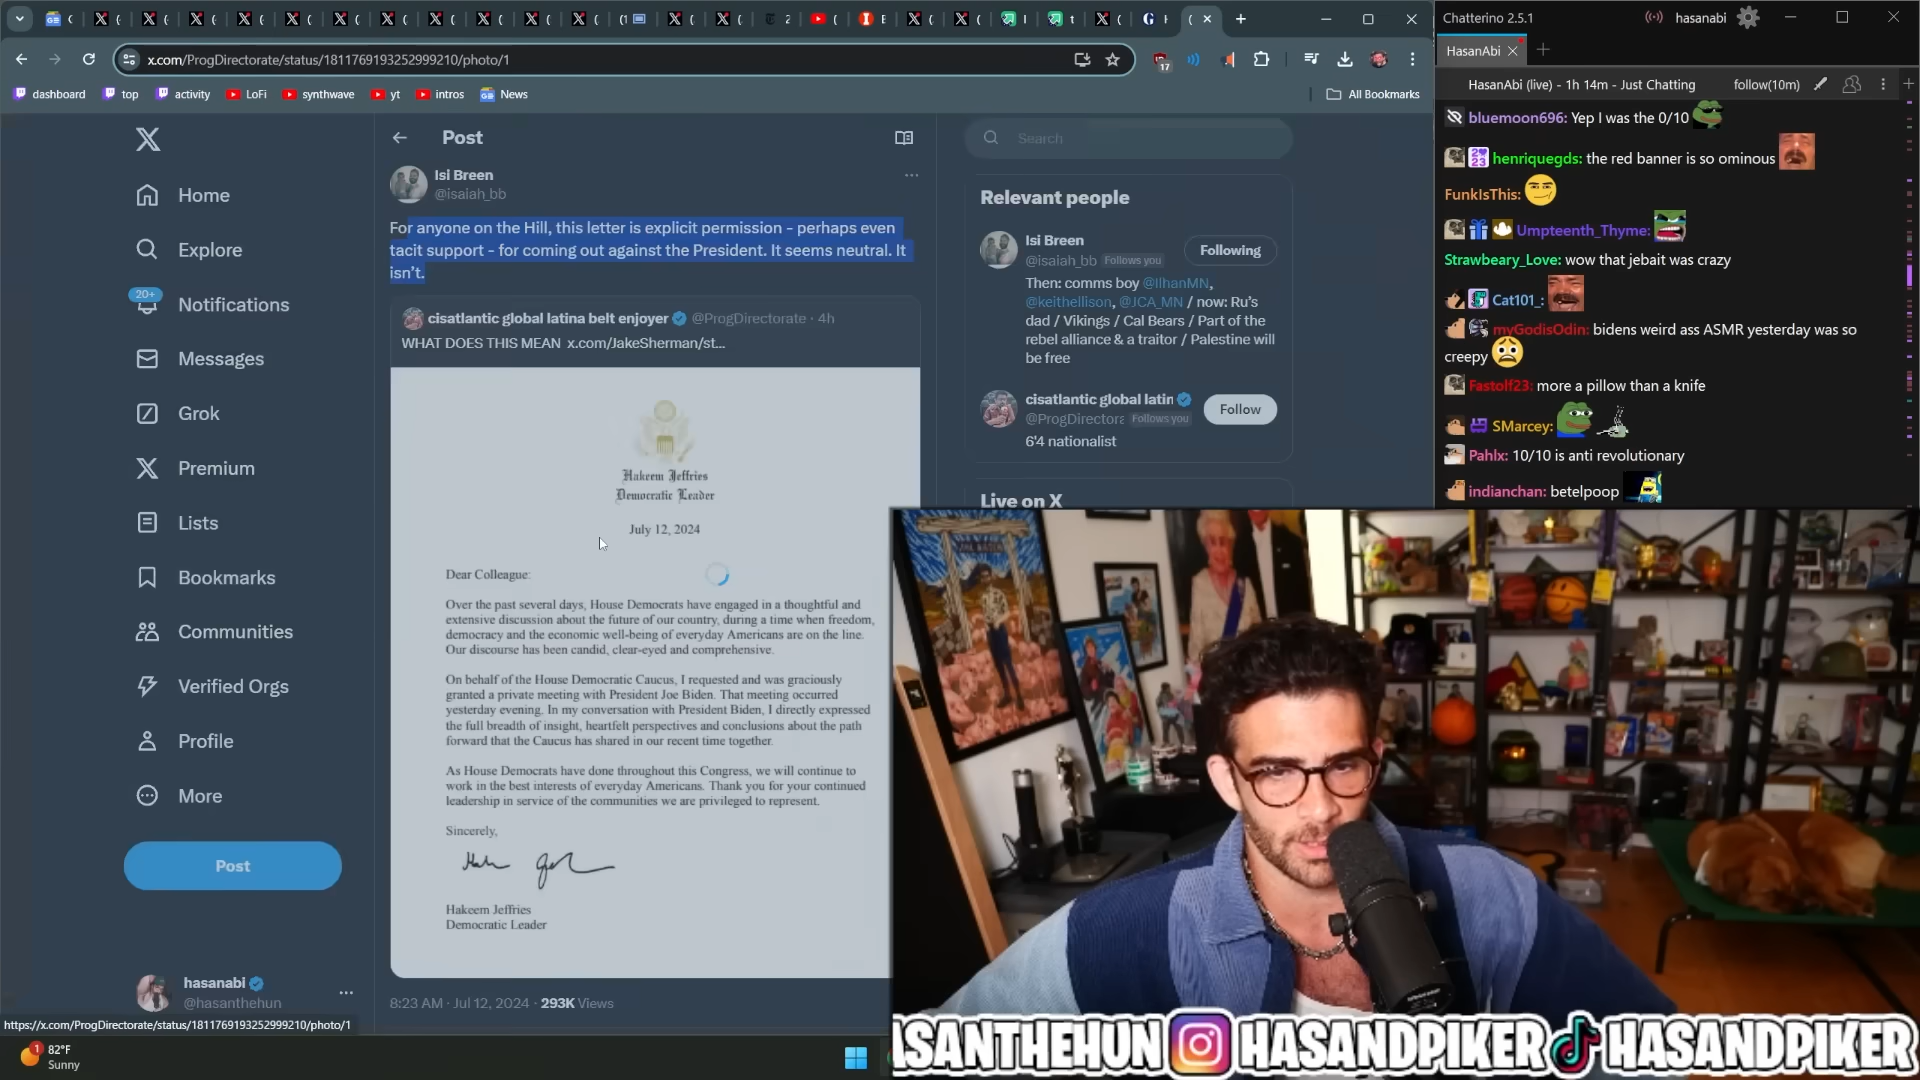 x.com/ProgDirectorate/status/1811769193252999210/photo/1
17
dashboard
top
activity
LoFi
synthwave
yt
intros
News
All Bookmarks
Home
Explore
20+
Notifications
Messages
Grok
Premium
Lists
Bookmarks
Communities
Verified Orgs
Profile
More
Post
hasanabi
@hasanthehun
Post
Isi Breen
@isaiah_bb
For anyone on the Hill, this letter is explicit permission - perhaps even
tacit support - for coming out against the President. It seems neutral. It
isn't.
cisatlantic global latina belt enjoyer @ProgDirectorate · 4h
WHAT DOES THIS MEAN x.com/JakeSherman/st...
Hakeem Jeffries
Democratic Leader
July 12, 2024
Dear Colleague:
Over the past several days, House Democrats have engaged in a thoughtful and
extensive discussion about the future of our country, during a time when freedom,
democracy and the economic well-being of everyday Americans are on the line.
Our discourse has been candid, clear-eyed and comprehensive.
On behalf of the House Democratic Caucus, I requested and was graciously
granted a private meeting with President Joe Biden. That meeting occurred
yesterday evening. In my conversation with President Biden, I directly expressed
the full breadth of insight, heartfelt perspectives and conclusions about the path
forward that the Caucus has shared in our recent time together.
As House Democrats have done throughout this Congress, we will continue to
work in the best interests of everyday Americans. Thank you for your continued
leadership in service of the communities we are privileged to represent.
Sincerely,
Hakeem Jeffries
Democratic Leader
8:23 AM · Jul 12, 2024 · 293K Views
Search
Relevant people
Isi Breen
@isaiah_bb Follows you
Following
Then: comms boy @IlhanMN,
@keithellison, @JCA_MN / now: Ru's
dad / Vikings / Cal Bears / Part of the
rebel alliance & a traitor / Palestine will
be free
cisatlantic global latin
@ProgDirectora Follows you
Follow
6'4 nationalist
Live on X
https://x.com/ProgDirectorate/status/1811769193252999210/photo/1
1
82°F
Sunny
Chatterino 2.5.1
hasanabi
HasanAbi
HasanAbi (live) - 1h 14m - Just Chatting
follow(10m)
bluemoon696: Yep I was the 0/10
henriquegds: the red banner is so ominous
FunkIsThis:
Umpteenth_Thyme:
Strawbeary_Love: wow that jebait was crazy
Cat101_:
myGodisOdin: bidens weird ass ASMR yesterday was so
creepy
Fastolf23: more a pillow than a knife
SMarcey:
Pahlx: 10/10 is anti revolutionary
indianchan: betelpoop
ASANTHEHUN HASANDPIKER HASANDPIKER